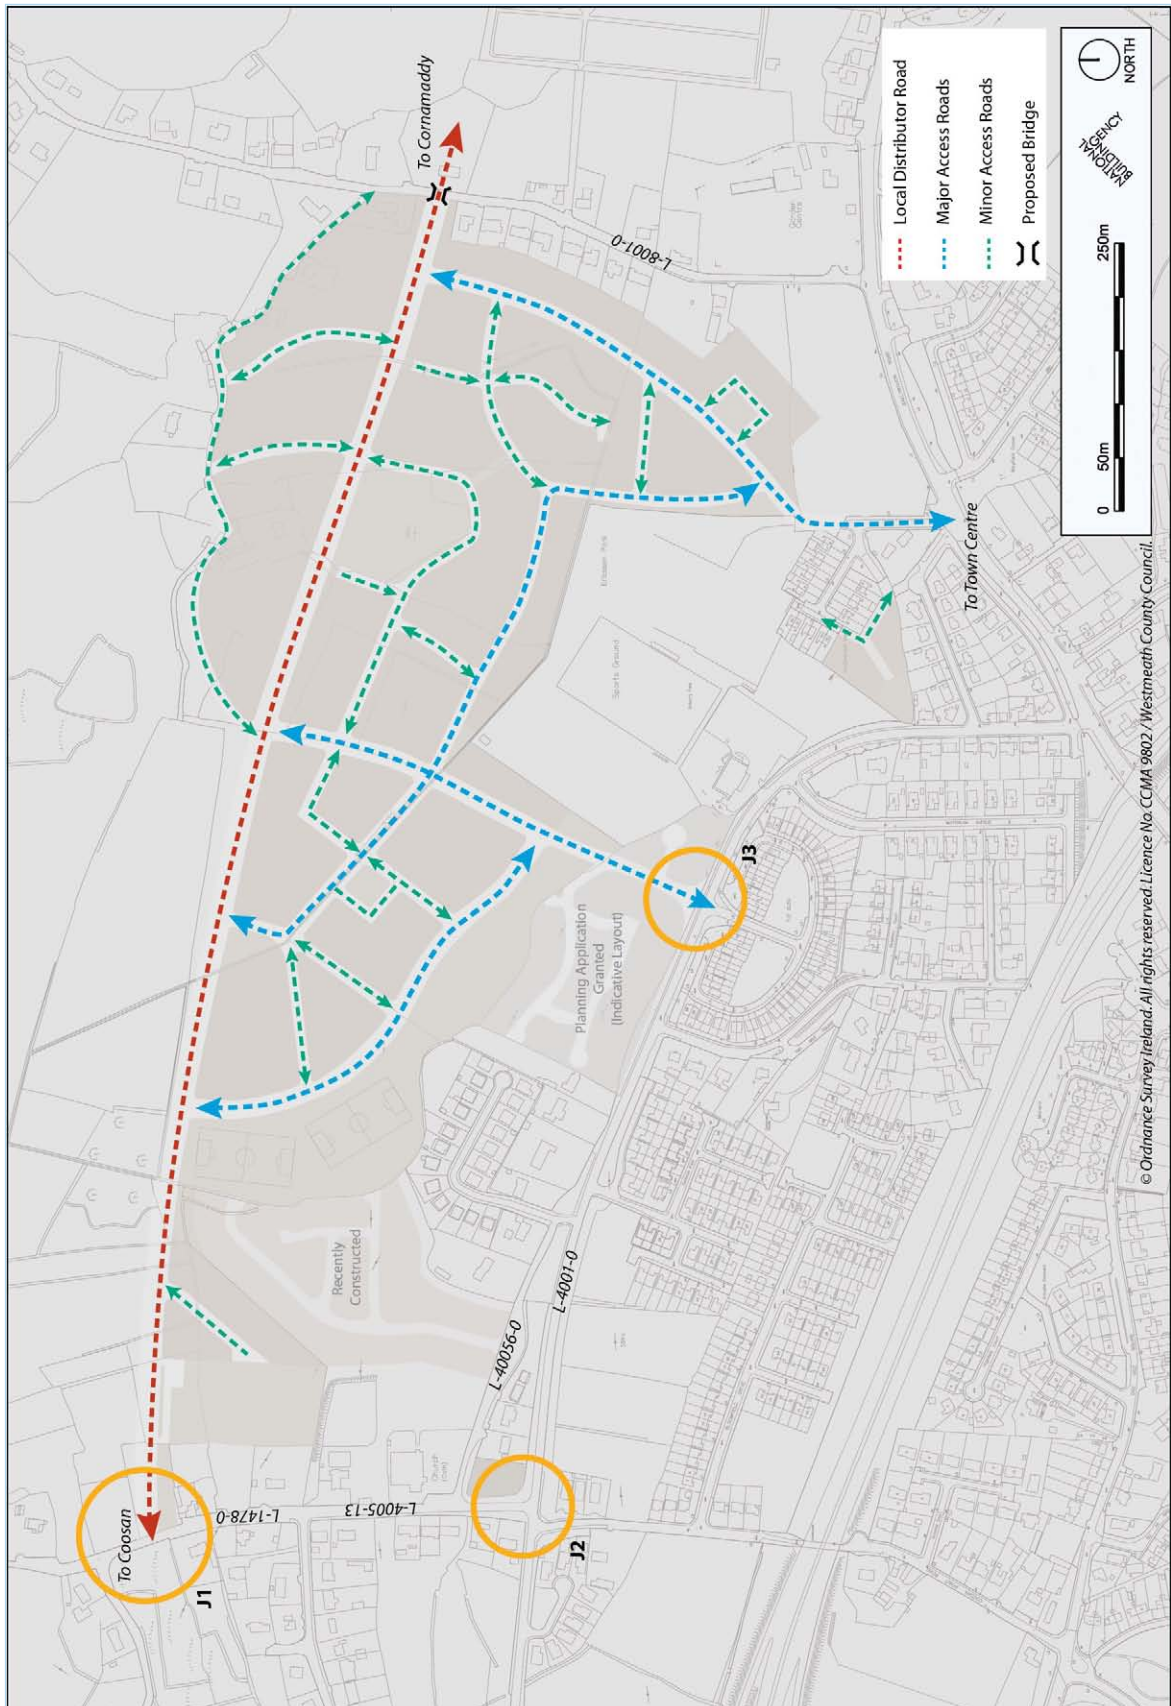 To Coosan
J1
L-1478-0
L-4005-13
Church
J2
L-40056-0
L-4001-0
Recently
Constructed
Planning Application
Granted
(Indicative Layout)
J3
Sports Ground
To Town Centre
L-8001-0
To Cornamaddy
Local Distributor Road
Major Access Roads
Minor Access Roads
Proposed Bridge
0
50m
250m
NATIONAL
BUILDING
AGENCY
NORTH
© Ordnance Survey Ireland. All rights reserved. Licence No. CCMA 9802 / Westmeath County Council.